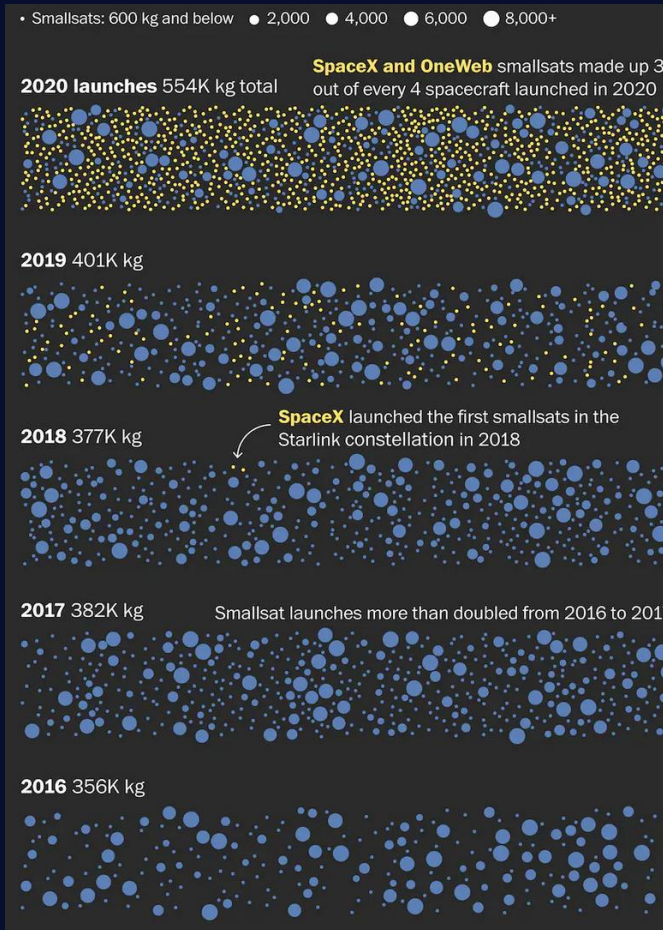 Smallsats: 600 kg and below 2,000 4,000 6,000 8,000+
SpaceX and OneWeb smallsats made up 3
2020 launches 554K kg total
out of every 4 spacecraft launched in 2020
2019 401K kg
SpaceX launched the first smallsats in the
2018 377K kg
Starlink constellation in 2018
2017 382K kg
Smallsat launches more than doubled from 2016 to 201
2016 356K kg